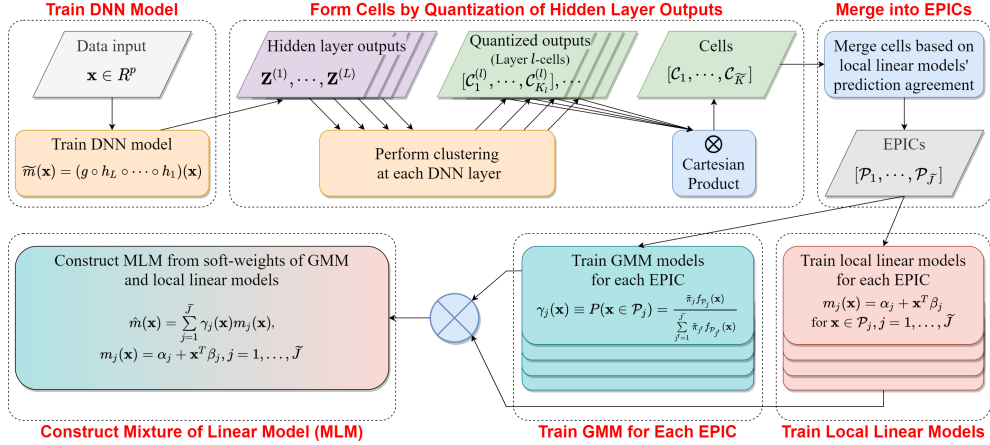 Train DNN Model
Data input
x ∈ R^p
Train DNN model
m̃(x) = (g ∘ h_L ∘ ⋯ ∘ h_1)(x)
Form Cells by Quantization of Hidden Layer Outputs
Hidden layer outputs
Z^(1), ⋯, Z^(L)
Quantized outputs
(Layer l-cells)
[C_1^(l), ⋯, C_{K_l}^(l)], ⋯
Cells
[C_1, ⋯, C_K̃]
Perform clustering
at each DNN layer
⊗
Cartesian
Product
Merge into EPICs
Merge cells based on
local linear models'
prediction agreement
EPICs
[P_1, ⋯, P_J̃]
Construct MLM from soft-weights of GMM
and local linear models
m̂(x) = ∑_{j=1}^{J̃} γ_j(x)m_j(x),
m_j(x) = α_j + x^T β_j, j = 1, …, J̃
Construct Mixture of Linear Model (MLM)
Train GMM models
for each EPIC
γ_j(x) ≡ P(x ∈ P_j) = π̂_j f_{P_j}(x) / ∑_{j'=1}^{J̃} π̂_{j'} f_{P_{j'}}(x)
Train GMM for Each EPIC
Train local linear models
for each EPIC
m_j(x) = α_j + x^T β_j
for x ∈ P_j, j = 1, …, J̃
Train Local Linear Models